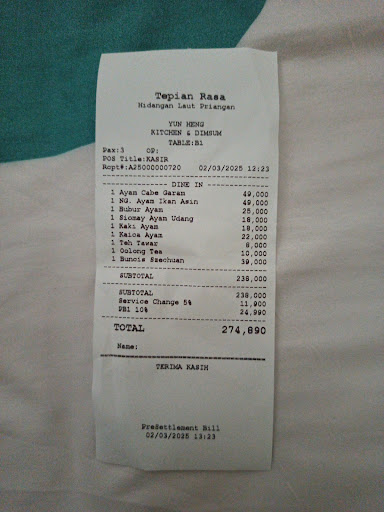 Tepian Rasa
Hidangan Laut Priangan
YUN HENG
KITCHEN & DIMSUM
TABLE:B1
Pax:3 OP:
POS Title:KASIR
Rcpt#:A25000000720 02/03/2025 12:23
DINE IN
1 Ayam Cabe Garam 49,000
1 NG. Ayam Ikan Asin 49,000
1 Bubur Ayam 25,000
1 Siomay Ayam Udang 18,000
1 Kaki Ayam 18,000
1 Kaioa Ayam 22,000
1 Teh Tawar 8,000
1 Oolong Tea 10,000
1 Buncis Szechuan 39,000
SUBTOTAL 238,000
SUBTOTAL 238,000
Service Change 5% 11,900
PB1 10% 24,990
TOTAL 274,890
Name:
TERIMA KASIH
PreSettlement Bill
02/03/2025 13:23